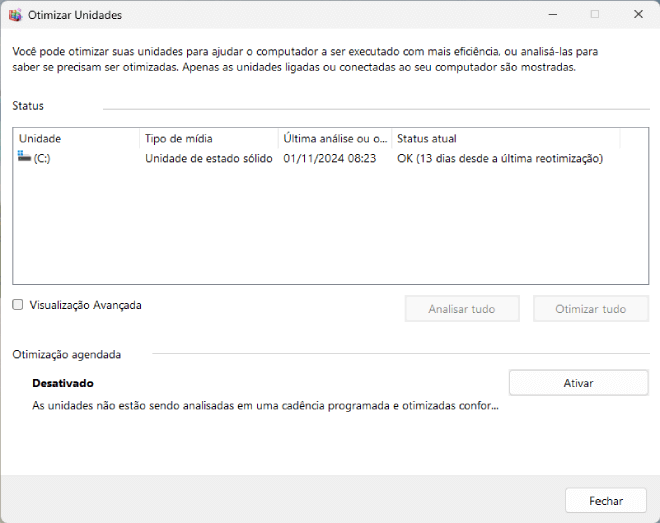 Otimizar Unidades
Você pode otimizar suas unidades para ajudar o computador a ser executado com mais eficiência, ou analisá-las para
saber se precisam ser otimizadas. Apenas as unidades ligadas ou conectadas ao seu computador são mostradas.
Status
Unidade Tipo de mídia Última análise ou o... Status atual
(C:) Unidade de estado sólido 01/11/2024 08:23 OK (13 dias desde a última reotimização)
Visualização Avançada Analisar tudo Otimizar tudo
Otimização agendada
Desativado Ativar
As unidades não estão sendo analisadas em uma cadência programada e otimizadas confor...
Fechar